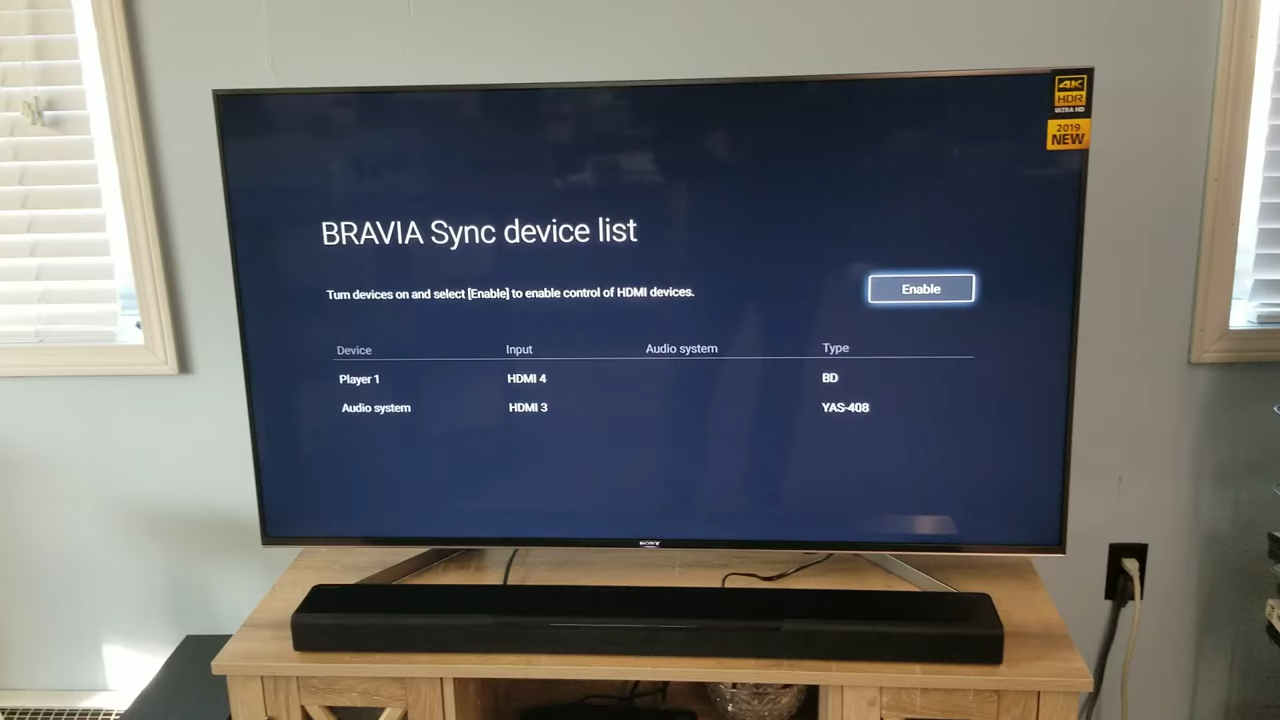 4K
HDR
ULTRA HD
2019
NEW
BRAVIA Sync device list
Turn devices on and select [Enable] to enable control of HDMI devices.
Enable
Device Input Audio system Type
Player 1 HDMI 4 BD
Audio system HDMI 3 YAS-408
SONY